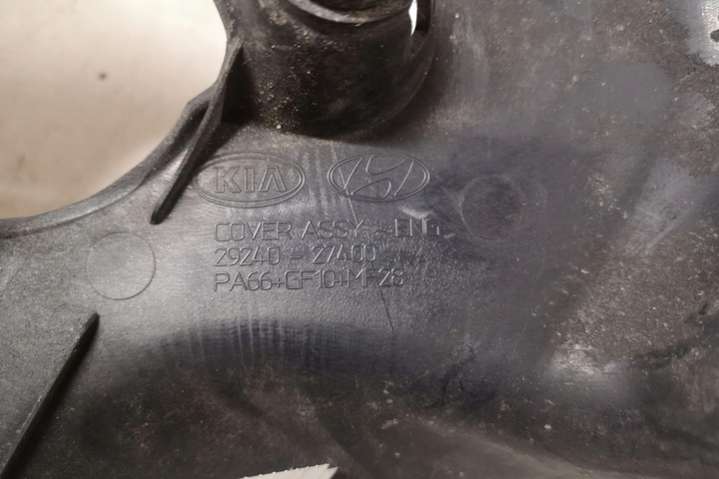 KIA
COVER ASSY - ENG
29240 - 27400
PA66+GF10+MF28